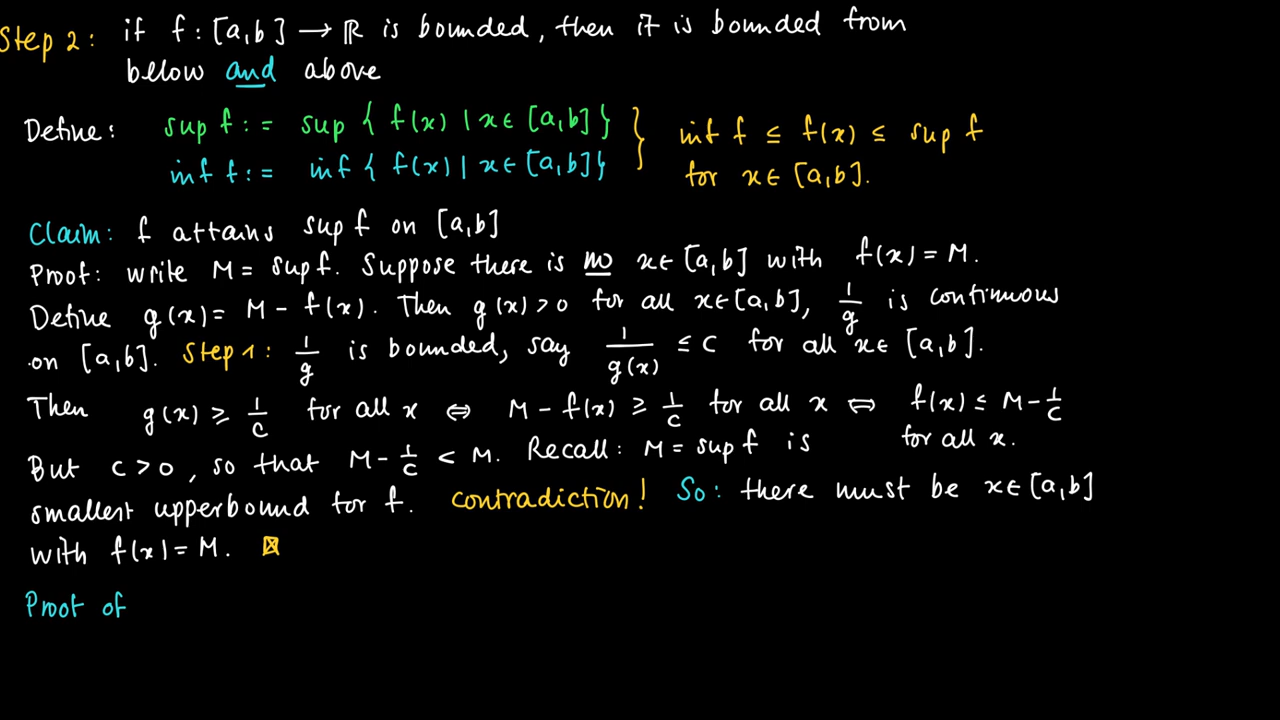 Step 2: if f: [a,b] → ℝ is bounded, then it is bounded from
below and above
Define: sup f := sup { f(x) | x ∈ [a,b] } } inf f ≤ f(x) ≤ sup f
inf f := inf { f(x) | x ∈ [a,b] } for x ∈ [a,b].
Claim: f attains sup f on [a,b]
Proof: write M = sup f. Suppose there is no x ∈ [a,b] with f(x) = M.
Define g(x) = M - f(x). Then g(x) > 0 for all x ∈ [a,b], 1/g is continuous
on [a,b]. Step 1: 1/g is bounded, say 1/g(x) ≤ C for all x ∈ [a,b].
Then g(x) ≥ 1/C for all x ⇔ M - f(x) ≥ 1/C for all x ⇔ f(x) ≤ M - 1/C
for all x.
But C > 0, so that M - 1/C < M. Recall: M = sup f is
smallest upperbound for f. contradiction! So: there must be x ∈ [a,b]
with f(x) = M. ⊠
Proof of